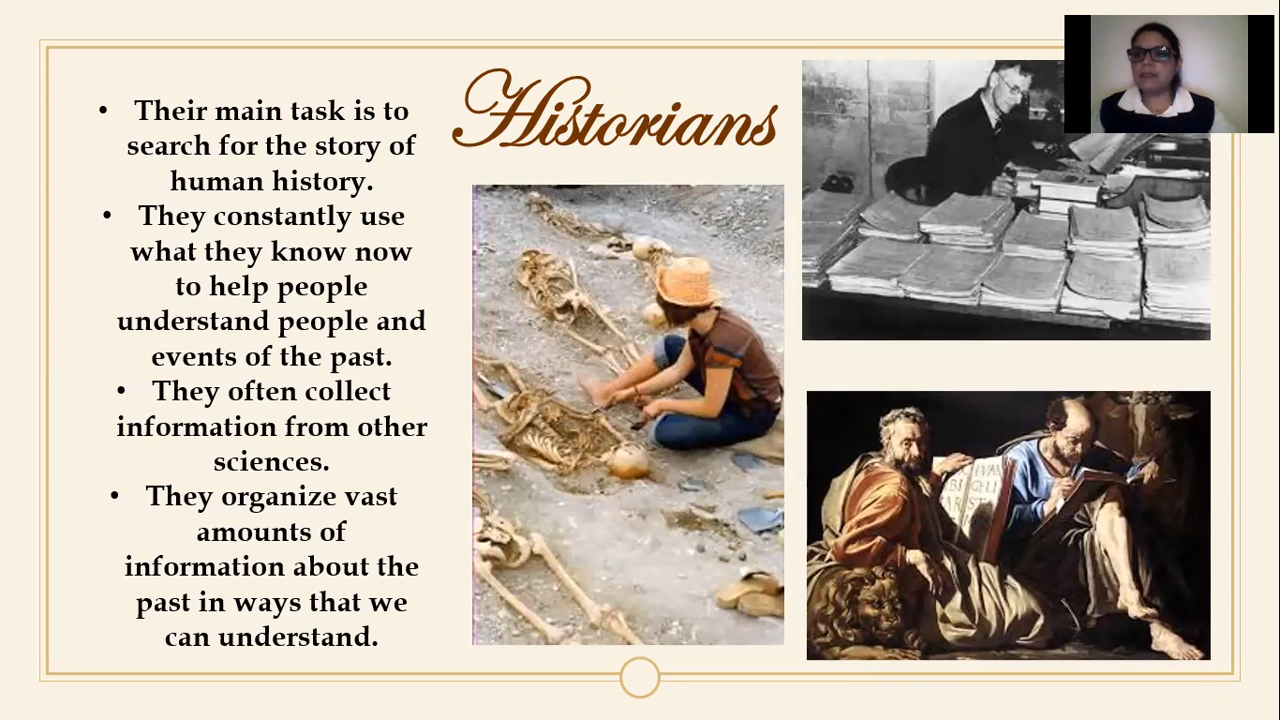 Historians
• Their main task is to
search for the story of
human history.
• They constantly use
what they know now
to help people
understand people and
events of the past.
• They often collect
information from other
sciences.
• They organize vast
amounts of
information about the
past in ways that we
can understand.